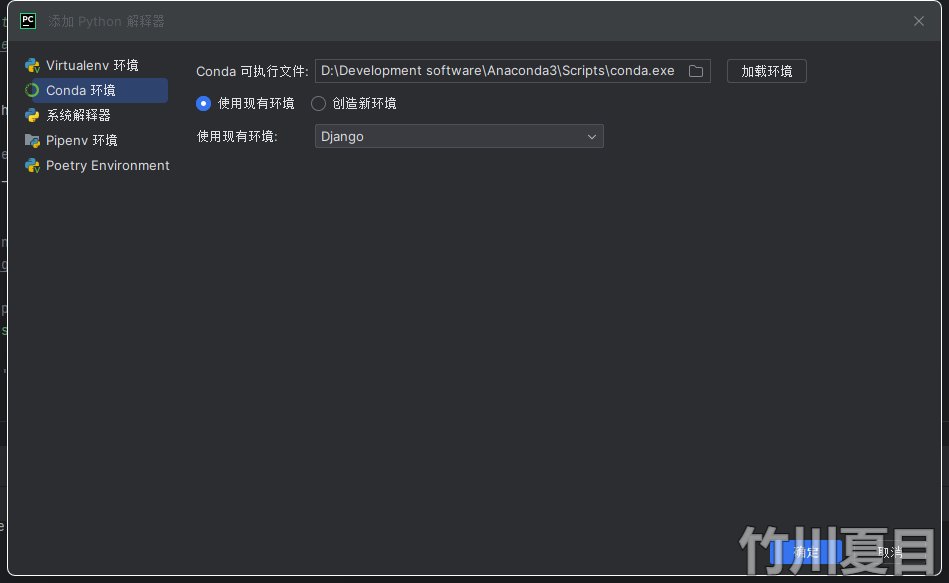 PC 添加 Python 解释器
Virtualenv 环境
Conda 环境
系统解释器
Pipenv 环境
Poetry Environment
Conda 可执行文件: D:\Development software\Anaconda3\Scripts\conda.exe 加载环境
使用现有环境 创造新环境
使用现有环境: Django
确定 取消
竹川夏目